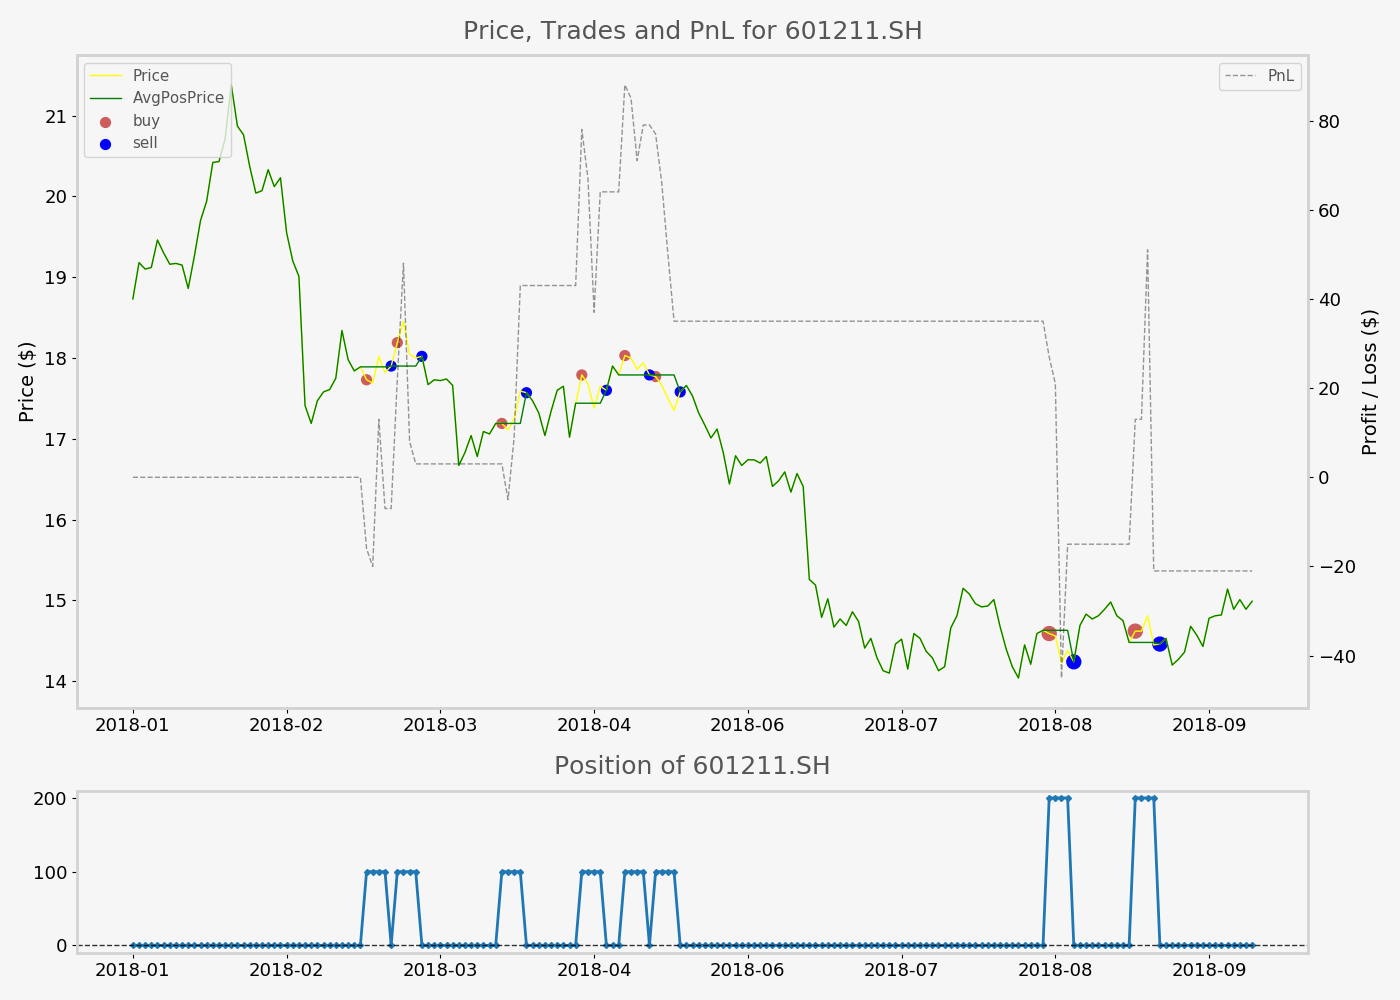 Price, Trades and PnL for 601211.SH
Price
AvgPosPrice
buy
sell
PnL
21
20
19
18
17
16
15
14
Price ($)
80
60
40
20
0
−20
−40
Profit / Loss ($)
2018-01 2018-02 2018-03 2018-04 2018-06 2018-07 2018-08 2018-09
Position of 601211.SH
200
100
0
2018-01 2018-02 2018-03 2018-04 2018-06 2018-07 2018-08 2018-09